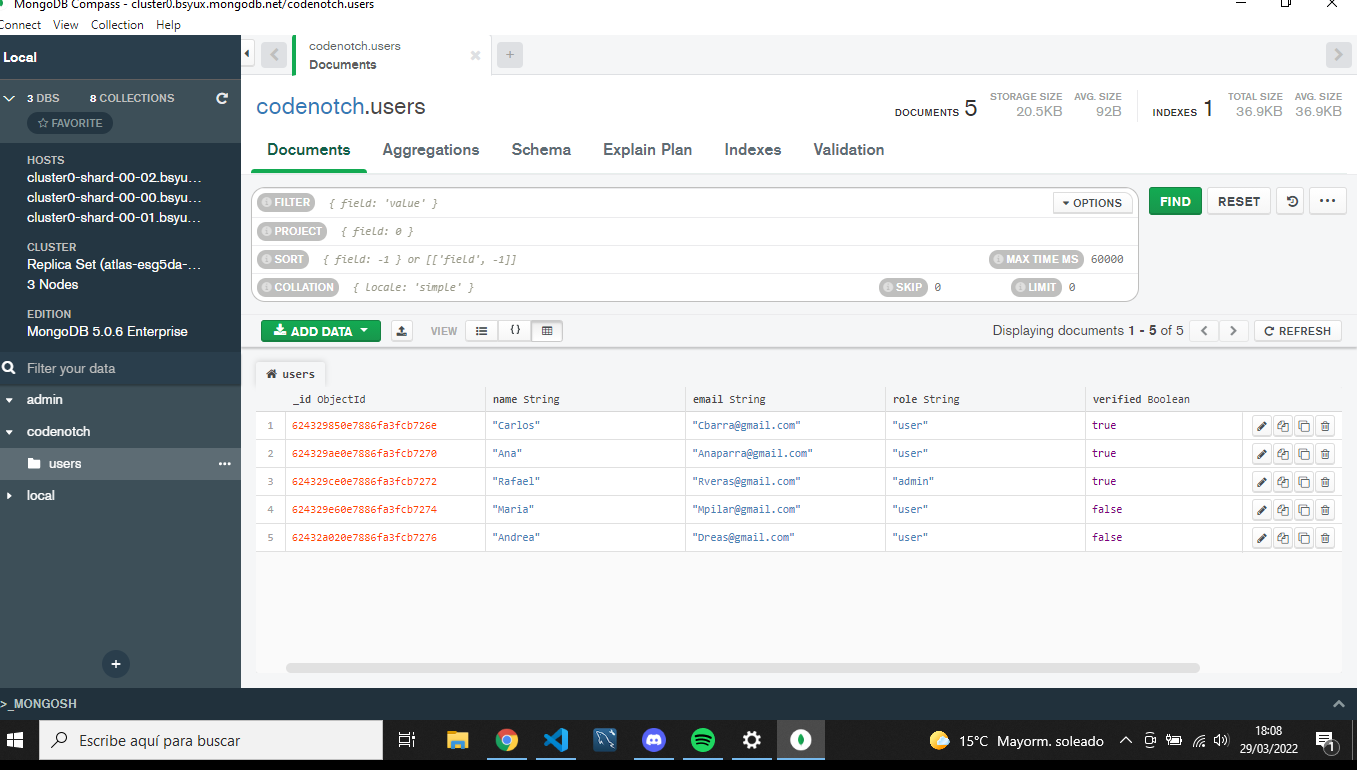 MongoDB Compass - cluster0.bsyux.mongodb.net/codenotch.users
Connect View Collection Help
Local
codenotch.users
Documents
3 DBS 8 COLLECTIONS
FAVORITE
HOSTS
cluster0-shard-00-02.bsyu...
cluster0-shard-00-00.bsyu...
cluster0-shard-00-01.bsyu...
CLUSTER
Replica Set (atlas-esg5da-...
3 Nodes
EDITION
MongoDB 5.0.6 Enterprise
Filter your data
admin
codenotch
users
local
codenotch.users
DOCUMENTS 5 STORAGE SIZE 20.5KB AVG. SIZE 92B INDEXES 1 TOTAL SIZE 36.9KB AVG. SIZE 36.9KB
Documents Aggregations Schema Explain Plan Indexes Validation
FILTER { field: 'value' } OPTIONS FIND RESET
PROJECT { field: 0 }
SORT { field: -1 } or [['field', -1]] MAX TIME MS 60000
COLLATION { locale: 'simple' } SKIP 0 LIMIT 0
ADD DATA VIEW {} Displaying documents 1 - 5 of 5 REFRESH
users
_id ObjectId name String email String role String verified Boolean
1 624329850e7886fa3fcb726e "Carlos" "Cbarra@gmail.com" "user" true
2 624329ae0e7886fa3fcb7270 "Ana" "Anaparra@gmail.com" "user" true
3 624329ce0e7886fa3fcb7272 "Rafael" "Rveras@gmail.com" "admin" true
4 624329e60e7886fa3fcb7274 "Maria" "Mpilar@gmail.com" "user" false
5 62432a020e7886fa3fcb7276 "Andrea" "Dreas@gmail.com" "user" false
>_MONGOSH
Escribe aquí para buscar
15°C Mayorm. soleado
18:08
29/03/2022
1